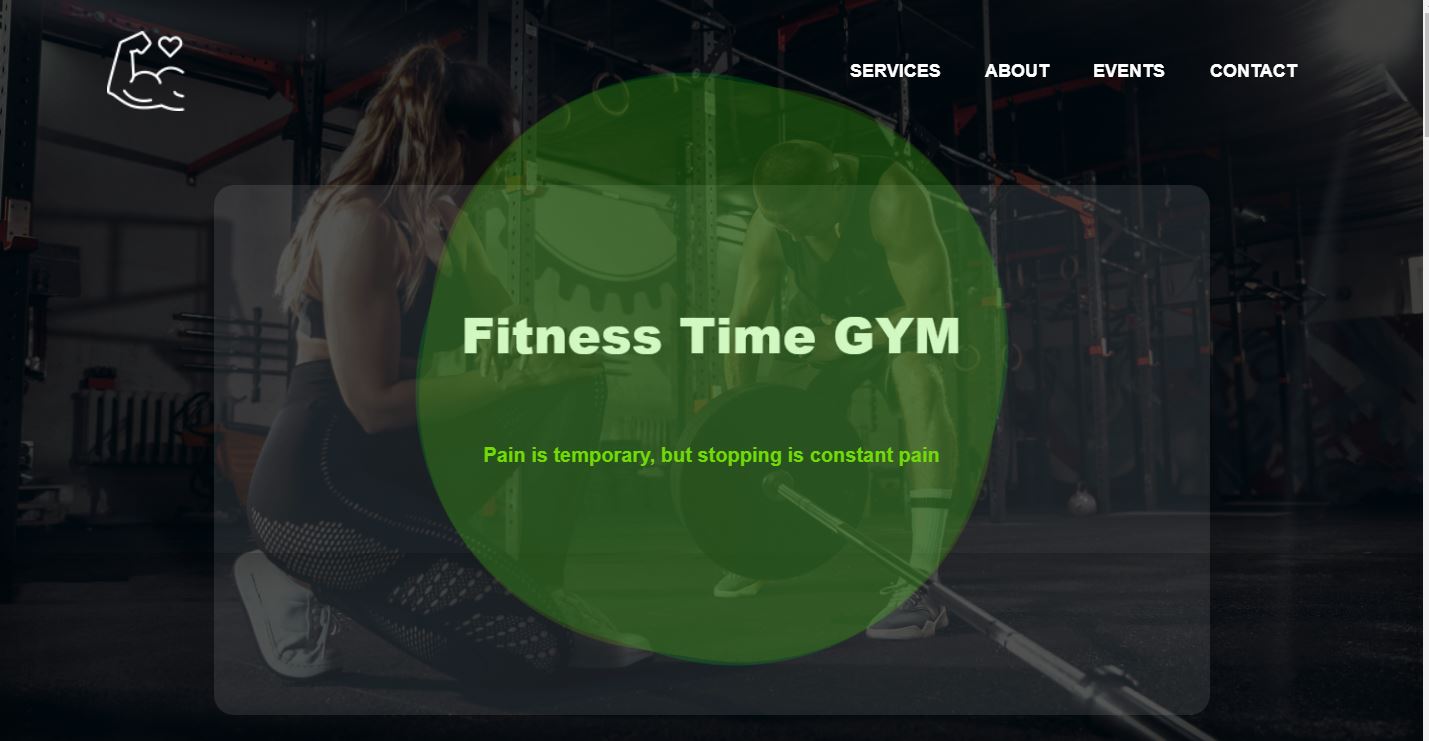 SERVICES ABOUT EVENTS CONTACT
Fitness Time GYM
Pain is temporary, but stopping is constant pain